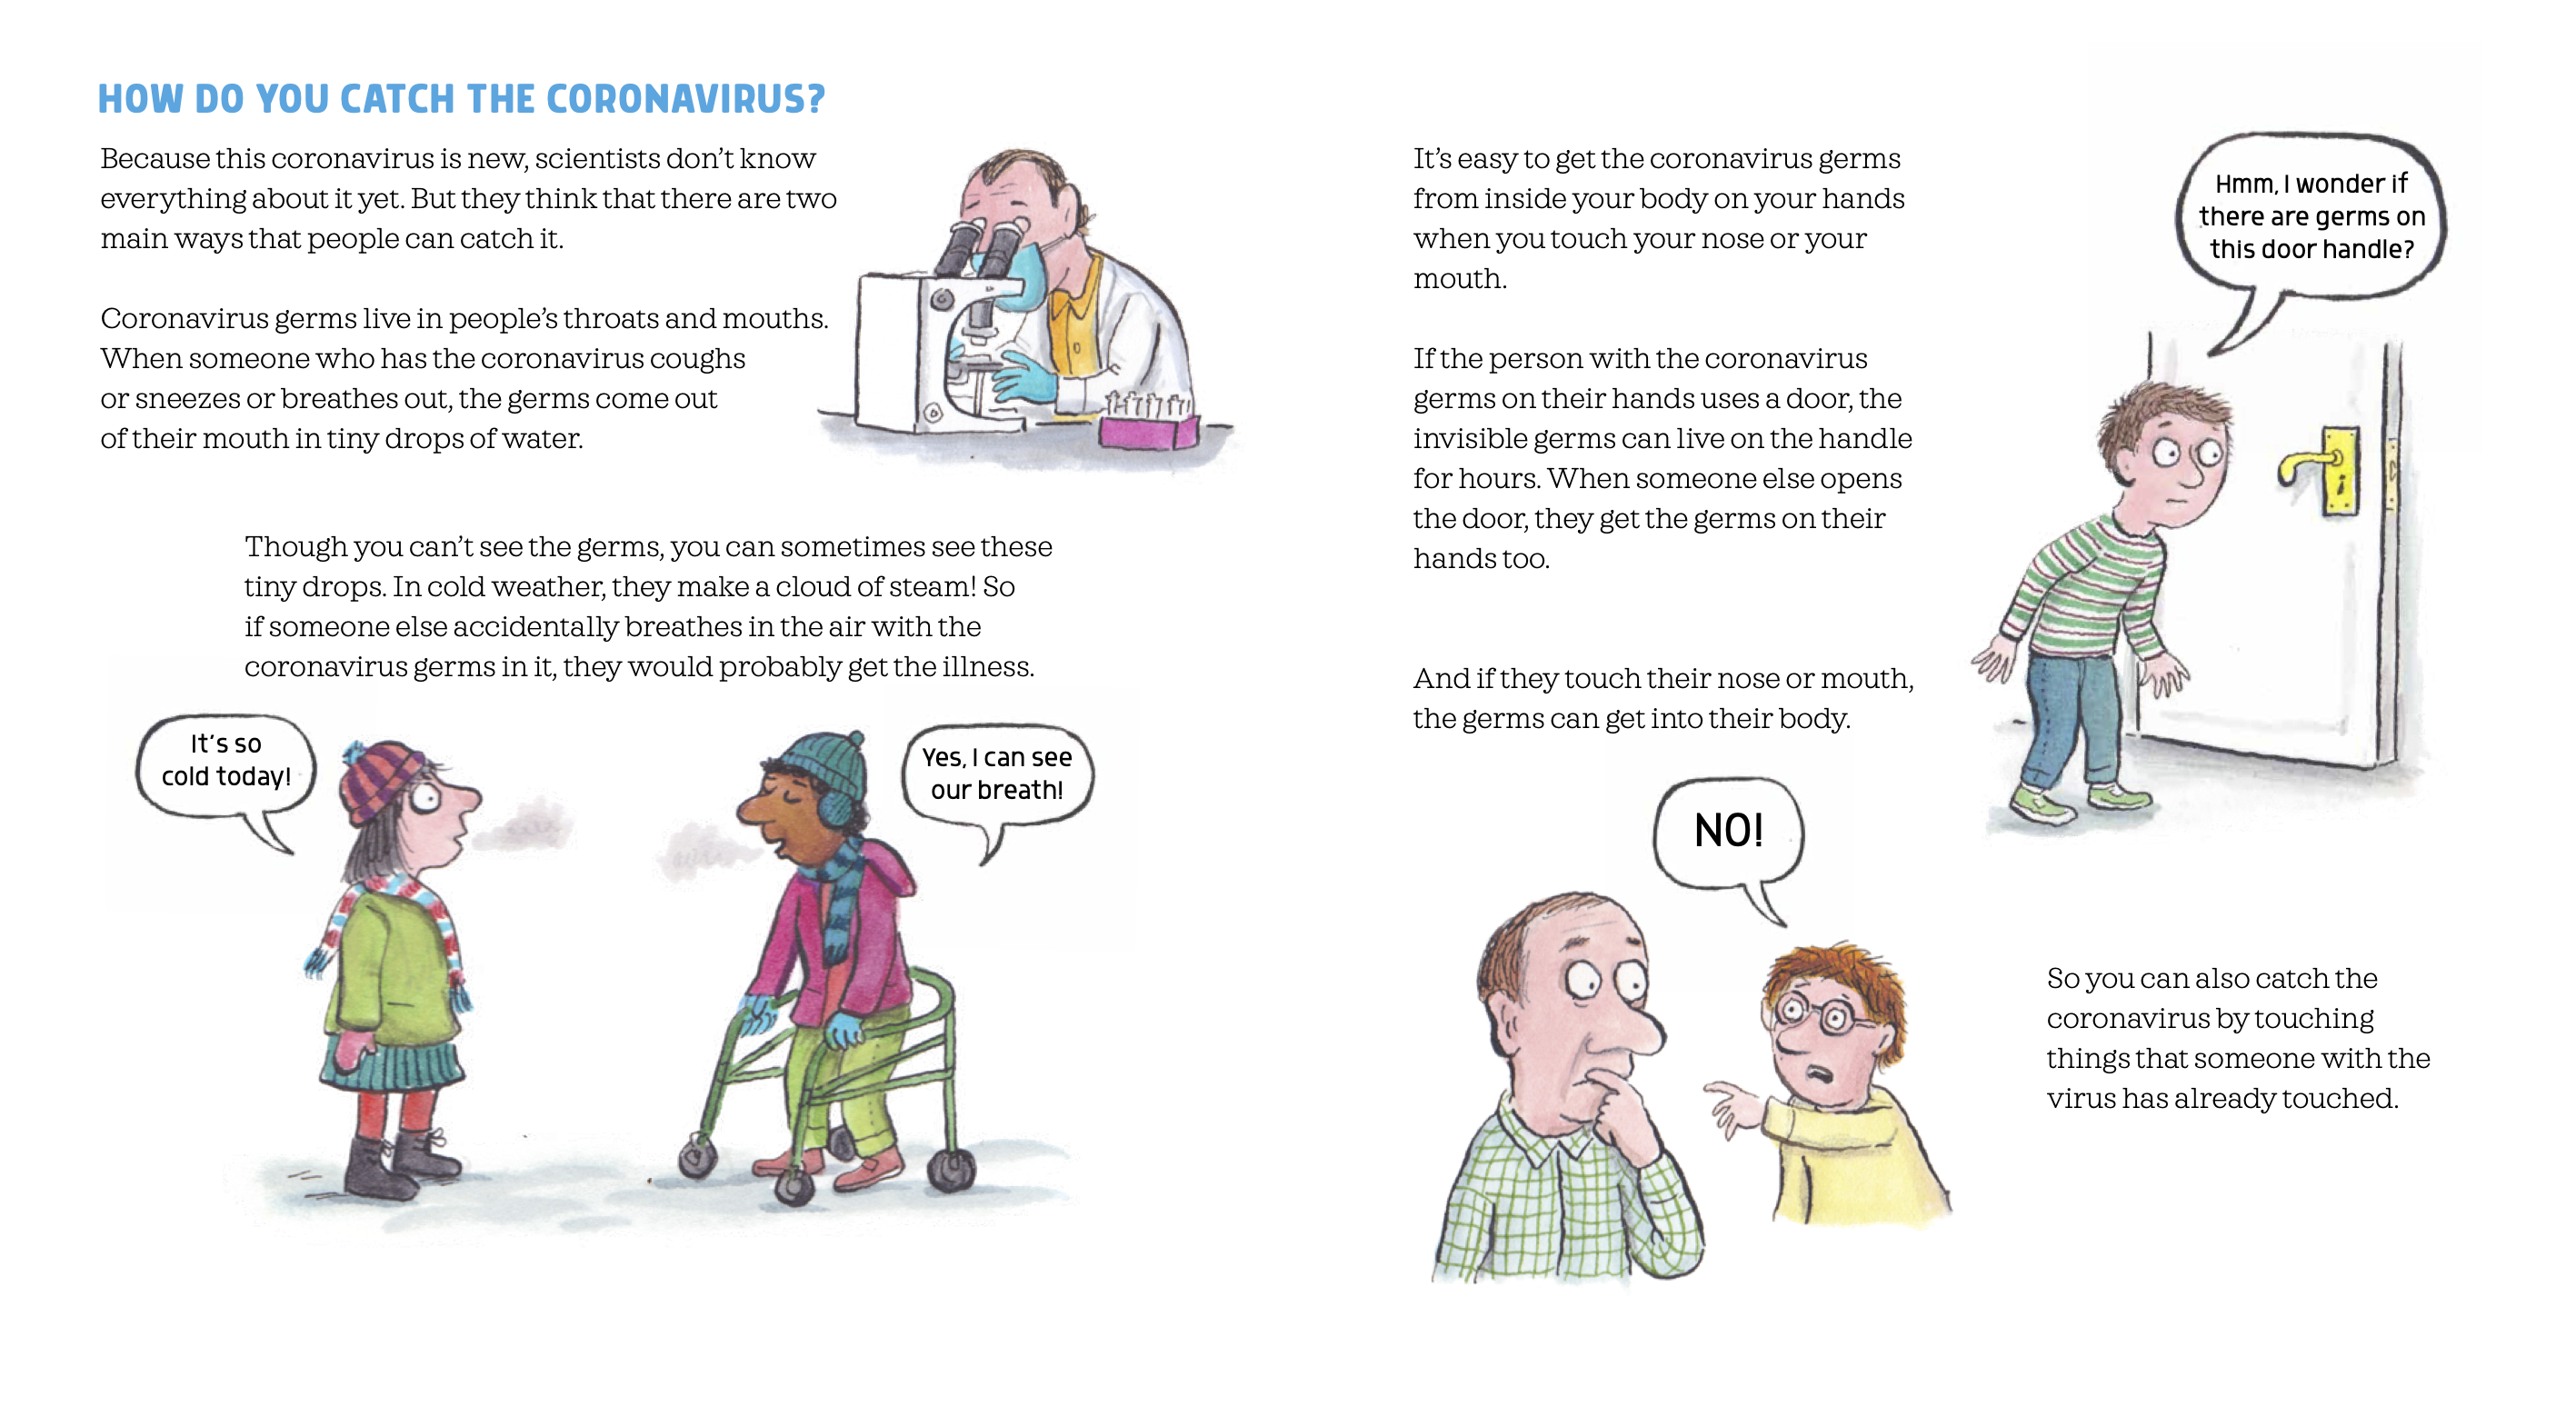 HOW DO YOU CATCH THE CORONAVIRUS?
Because this coronavirus is new, scientists don't know
everything about it yet. But they think that there are two
main ways that people can catch it.
Coronavirus germs live in people's throats and mouths.
When someone who has the coronavirus coughs
or sneezes or breathes out, the germs come out
of their mouth in tiny drops of water.
Though you can't see the germs, you can sometimes see these
tiny drops. In cold weather, they make a cloud of steam! So
if someone else accidentally breathes in the air with the
coronavirus germs in it, they would probably get the illness.
It's so
cold today!
Yes, I can see
our breath!
It's easy to get the coronavirus germs
from inside your body on your hands
when you touch your nose or your
mouth.
Hmm, I wonder if
there are germs on
this door handle?
If the person with the coronavirus
germs on their hands uses a door, the
invisible germs can live on the handle
for hours. When someone else opens
the door, they get the germs on their
hands too.
And if they touch their nose or mouth,
the germs can get into their body.
NO!
So you can also catch the
coronavirus by touching
things that someone with the
virus has already touched.